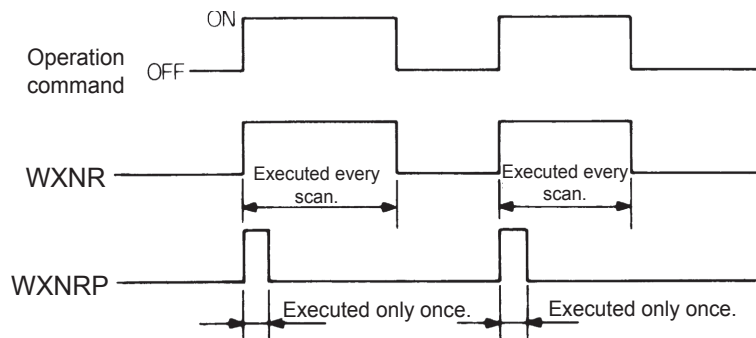 ON
Operation
command
OFF
WXNR
Executed every
scan.
Executed every
scan.
WXNRP
Executed only once.
Executed only once.